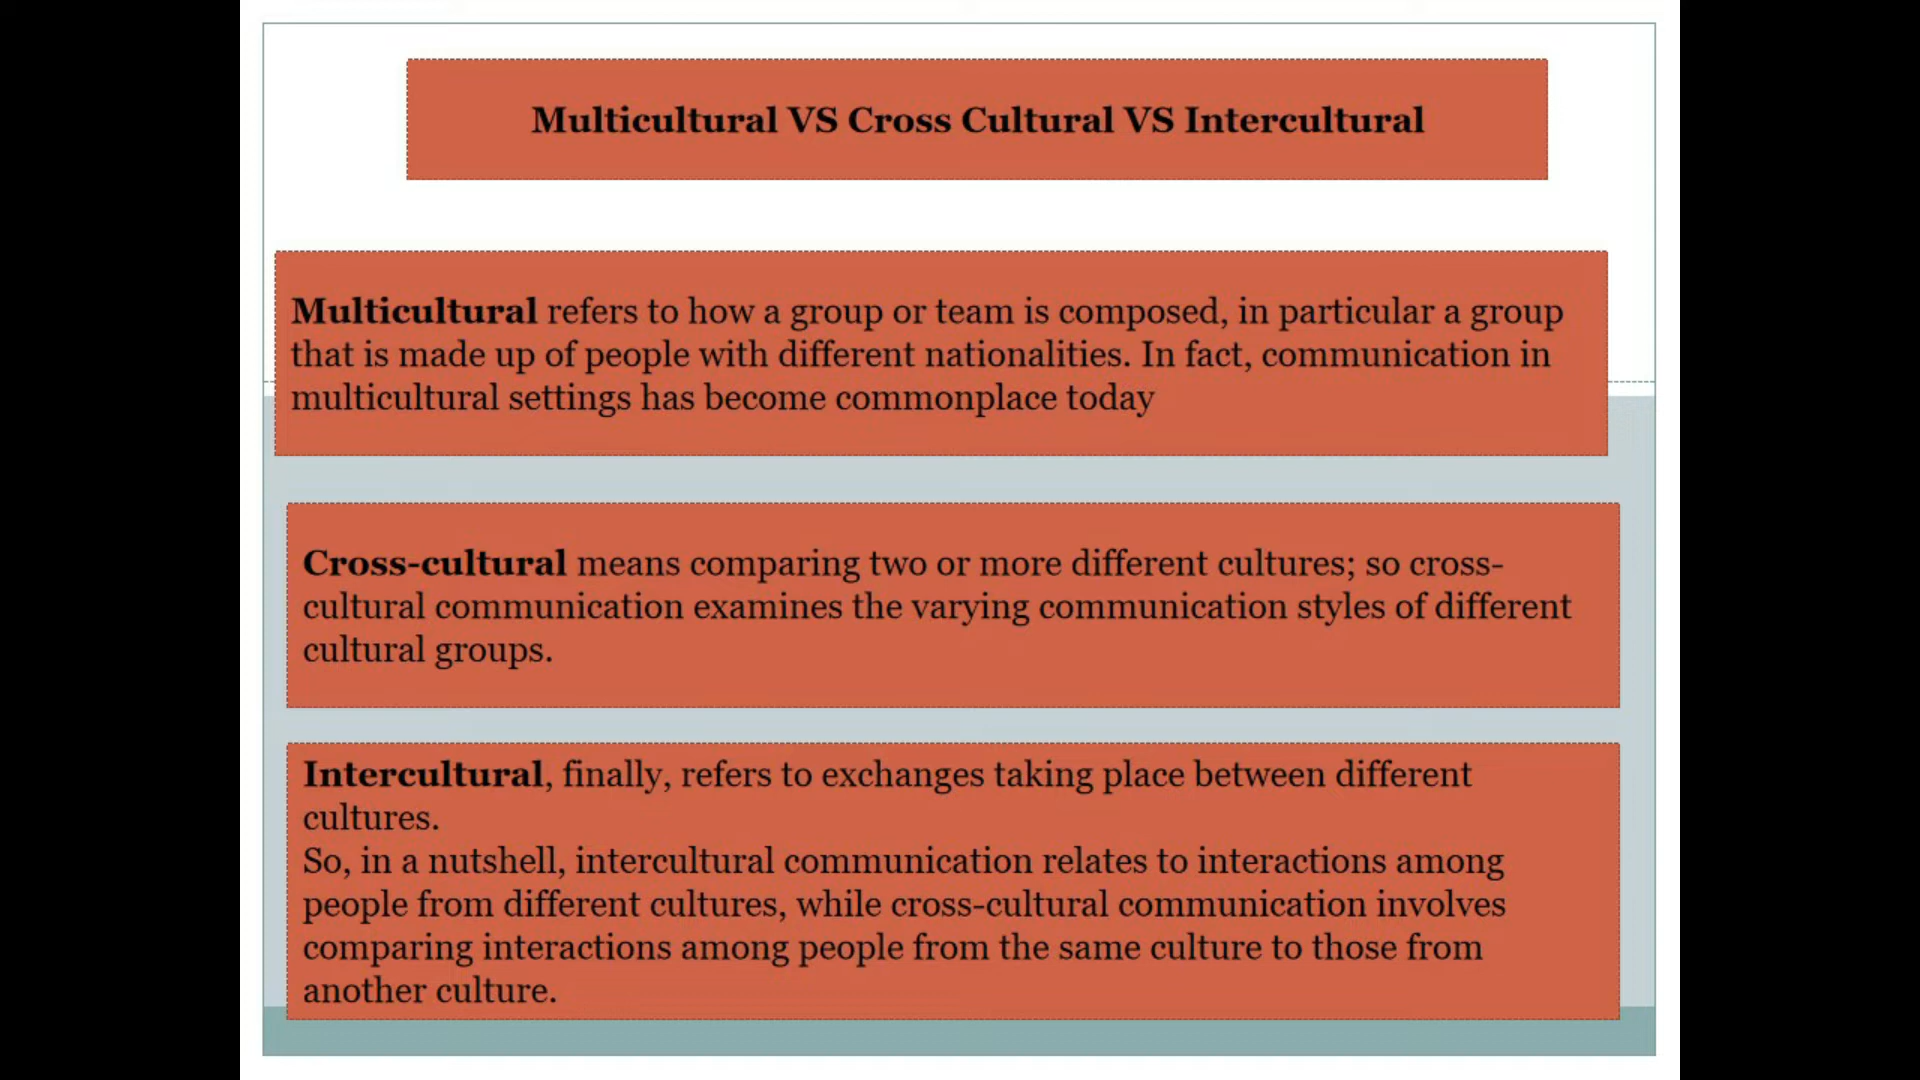 Multicultural VS Cross Cultural VS Intercultural
Multicultural refers to how a group or team is composed, in particular a group
that is made up of people with different nationalities. In fact, communication in
multicultural settings has become commonplace today
Cross-cultural means comparing two or more different cultures; so cross-
cultural communication examines the varying communication styles of different
cultural groups.
Intercultural, finally, refers to exchanges taking place between different
cultures.
So, in a nutshell, intercultural communication relates to interactions among
people from different cultures, while cross-cultural communication involves
comparing interactions among people from the same culture to those from
another culture.